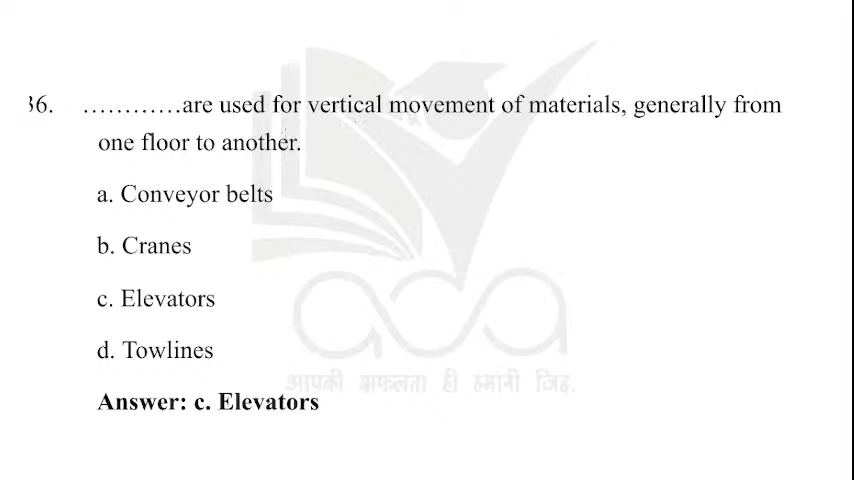 36. ............are used for vertical movement of materials, generally from
one floor to another.
a. Conveyor belts
b. Cranes
c. Elevators
d. Towlines
आपकी सफलता ही हमारी जिद्द.
Answer: c. Elevators